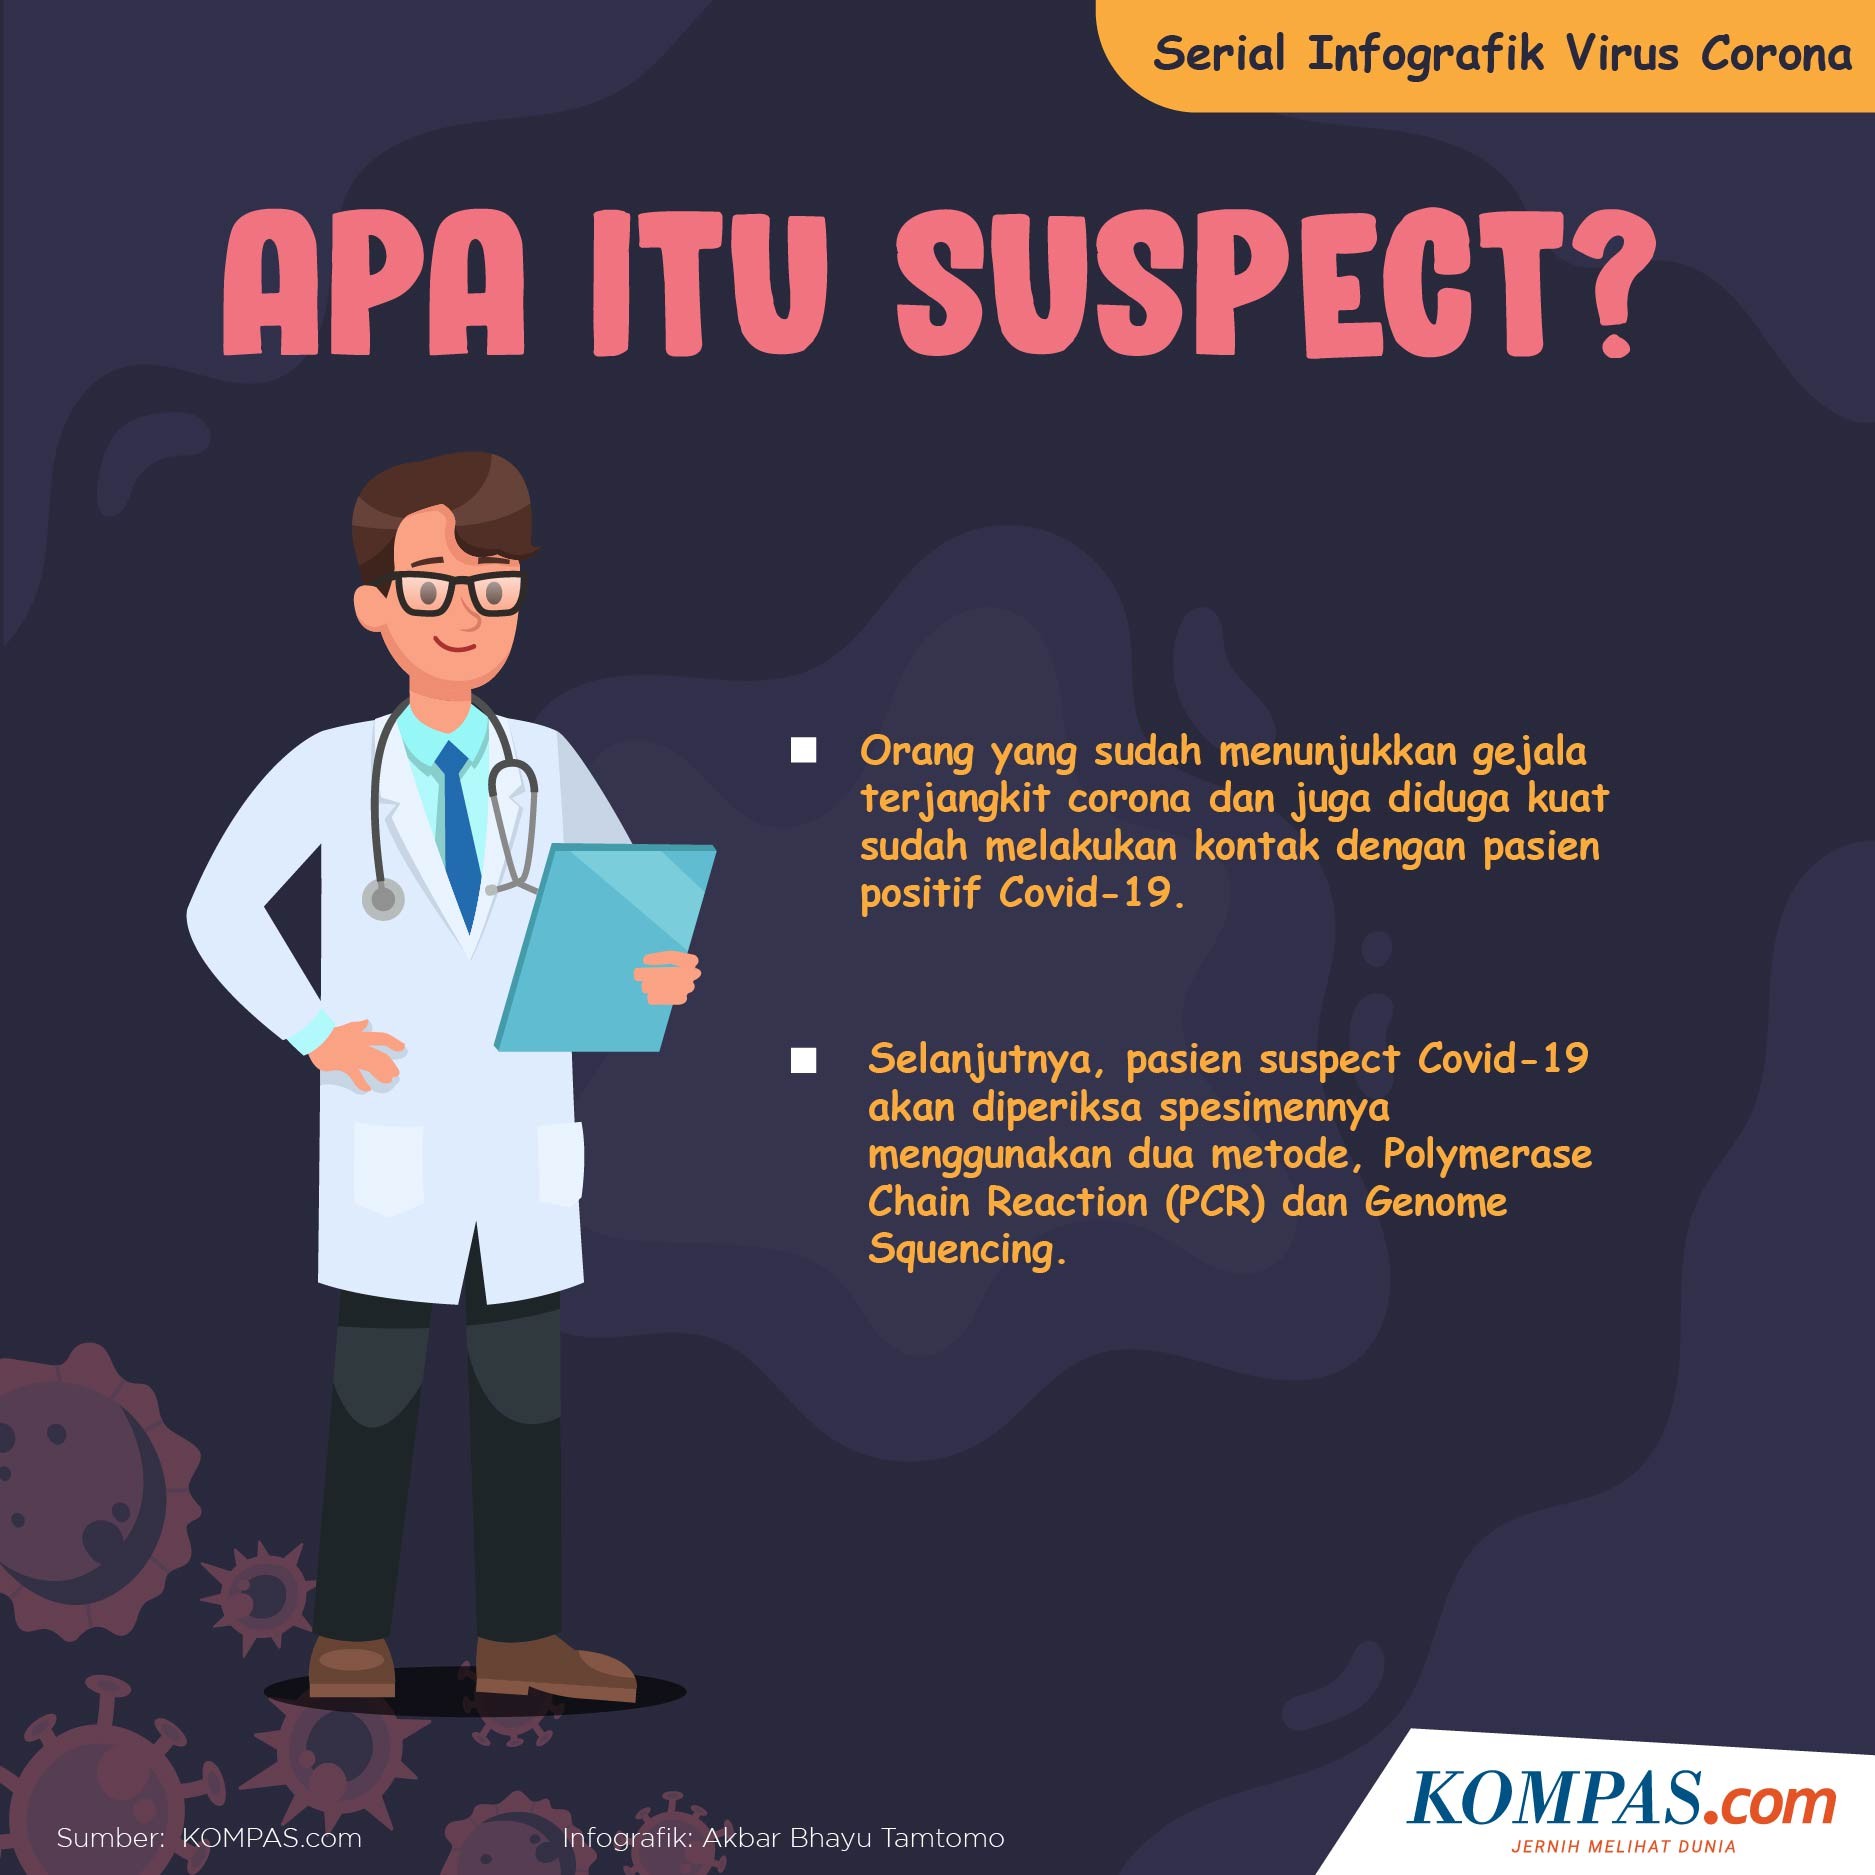 Serial Infografik Virus Corona
APA ITU SUSPECT?
Orang yang sudah menunjukkan gejala
terjangkit corona dan juga diduga kuat
sudah melakukan kontak dengan pasien
positif Covid-19.
Selanjutnya, pasien suspect Covid-19
akan diperiksa spesimennya
menggunakan dua metode, Polymerase
Chain Reaction (PCR) dan Genome
Squencing.
Sumber: KOMPAS.com
Infografik: Akbar Bhayu Tamtomo
KOMPAS.com
JERNIH MELIHAT DUNIA